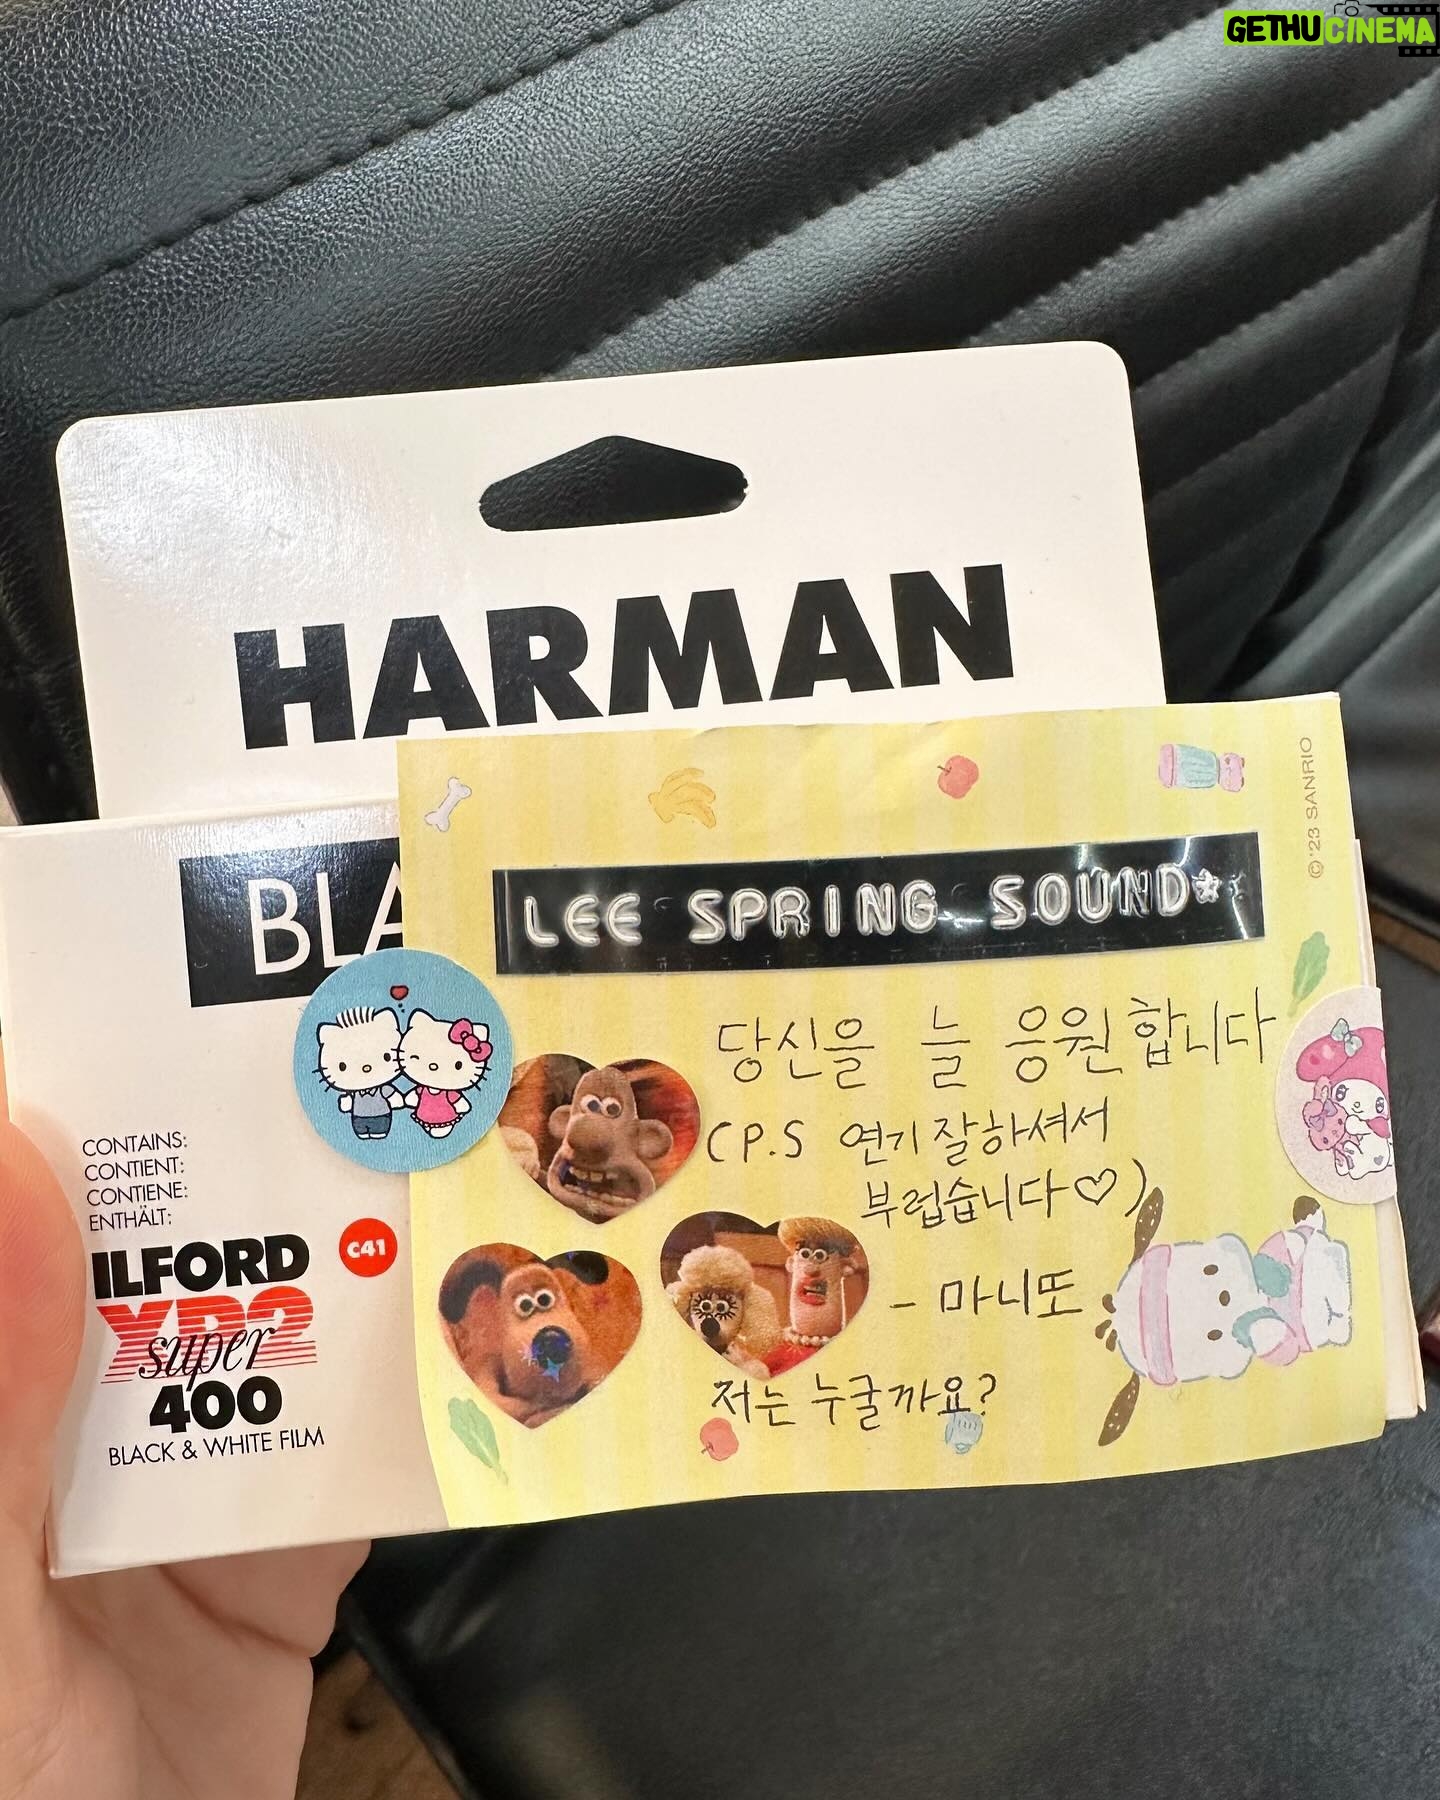 GETHUCINEMA
HARMAN
BLA
©'23 SANRIO
LEE SPRING SOUND☆
당신을 늘 응원합니다
(P.S 연기 잘하셔서
부럽습니다♡)
- 마니또
저는 누굴까요?
CONTAINS:
CONTIENT:
CONTIENE:
ENTHÄLT:
ILFORD
C41
XP2
super
400
BLACK & WHITE FILM